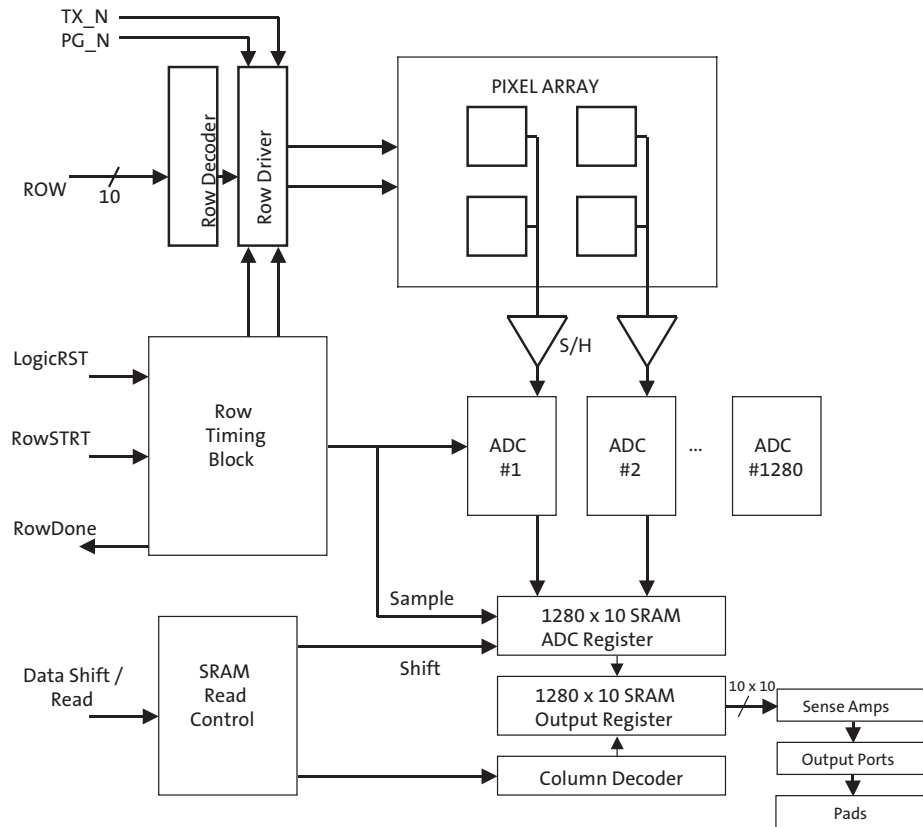 TX_N
PG_N
PIXEL ARRAY
Row Decoder
Row Driver
ROW
10
S/H
LogicRST
RowSTRT
RowDone
Row
Timing
Block
ADC
#1
ADC
#2
...
ADC
#1280
Sample
Shift
1280 x 10 SRAM
ADC Register
Data Shift /
Read
SRAM
Read
Control
1280 x 10 SRAM
Output Register
10 x 10
Sense Amps
Output Ports
Column Decoder
Pads